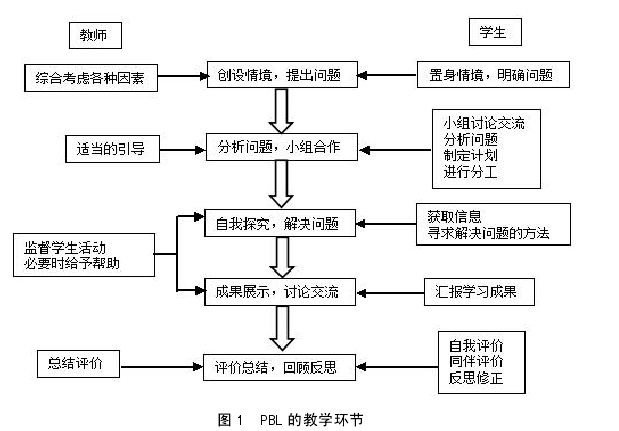 教师
学生
综合考虑各种因素
创设情境，提出问题
置身情境，明确问题
适当的引导
分析问题，小组合作
小组讨论交流
分析问题
制定计划
进行分工
监督学生活动
必要时给予帮助
自我探究，解决问题
获取信息
寻求解决问题的方法
成果展示，讨论交流
汇报学习成果
总结评价
评价总结，回顾反思
自我评价
同伴评价
反思修正
图 1 PBL 的教学环节